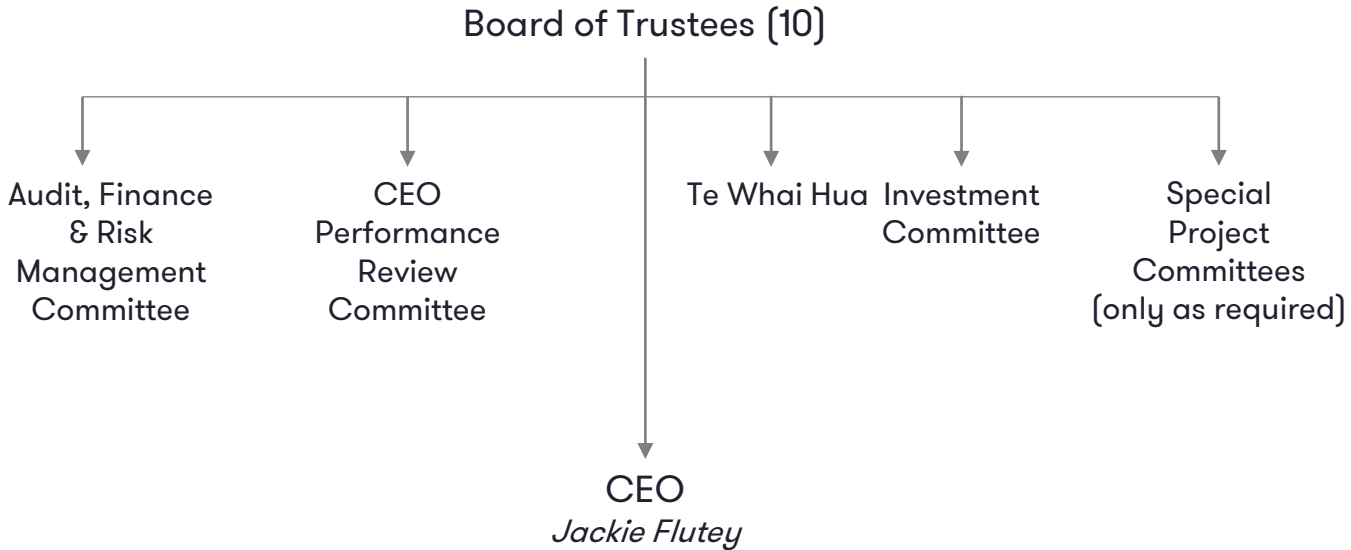 Board of Trustees (10)
Audit, Finance
& Risk
Management
Committee
CEO
Performance
Review
Committee
Te Whai Hua
Investment
Committee
Special
Project
Committees
(only as required)
CEO
Jackie Flutey